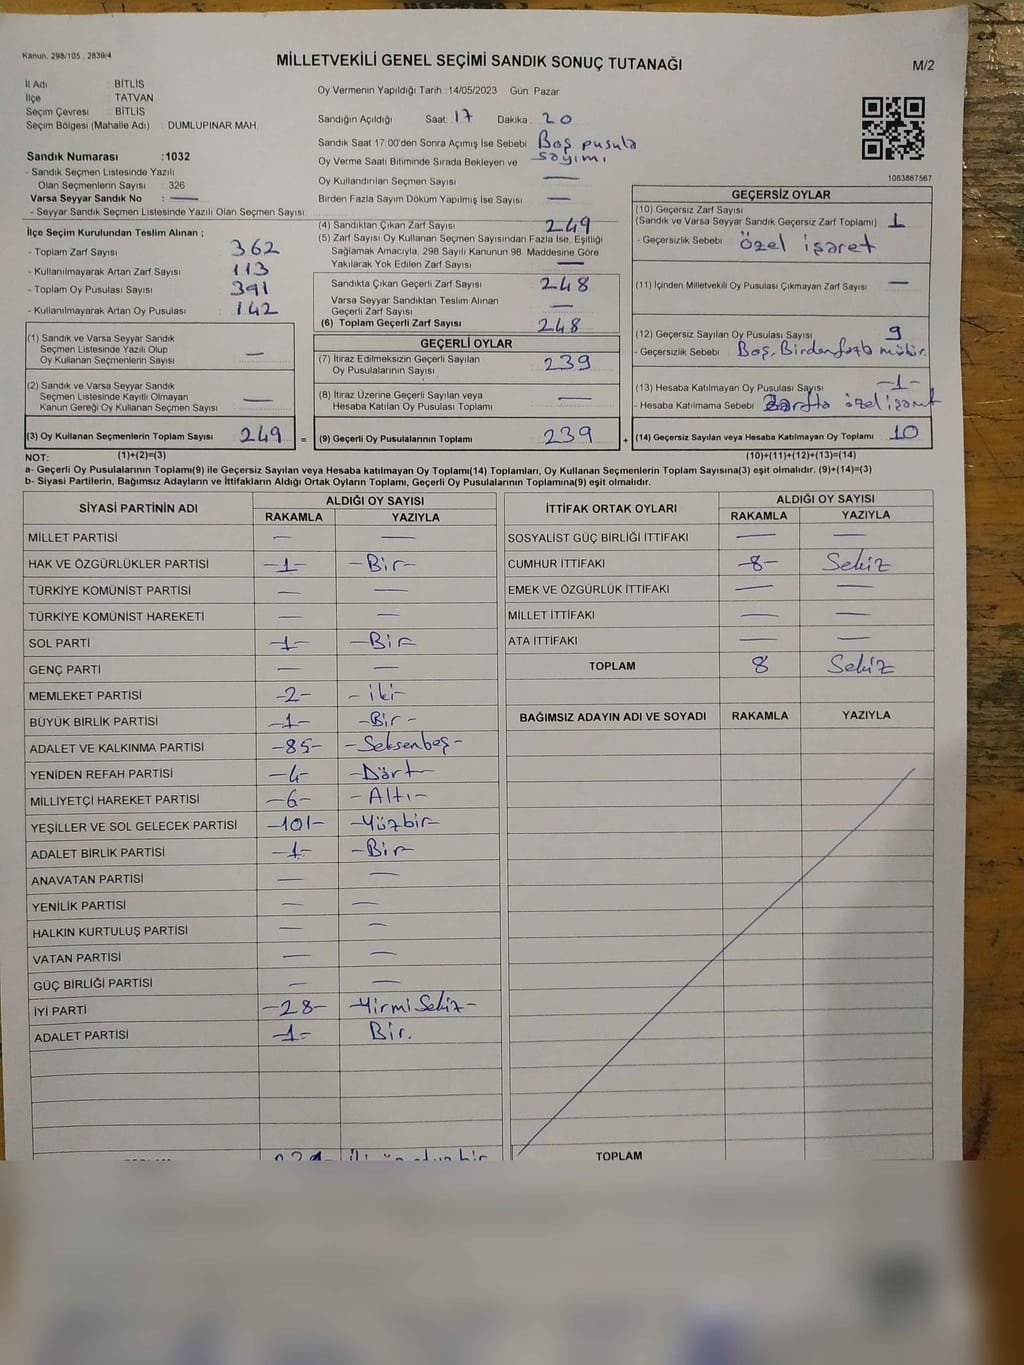 Kanun. 298/105 . 2839/4
MİLLETVEKİLİ GENEL SEÇİMİ SANDIK SONUÇ TUTANAĞI
M/2
İl Adı : BİTLİS
İlçe : TATVAN
Seçim Çevresi : BİTLİS
Seçim Bölgesi (Mahalle Adı) : DUMLUPINAR MAH.
Sandık Numarası :1032
- Sandık Seçmen Listesinde Yazılı
Olan Seçmenlerin Sayısı : 326
Varsa Seyyar Sandık No : —
- Seyyar Sandık Seçmen Listesinde Yazılı Olan Seçmen Sayısı
İlçe Seçim Kurulundan Teslim Alınan ;
- Toplam Zarf Sayısı 362
- Kullanılmayarak Artan Zarf Sayısı 113
- Toplam Oy Pusulası Sayısı 391
- Kullanılmayarak Artan Oy Pusulası 142
(1) Sandık ve Varsa Seyyar Sandık
Seçmen Listesinde Yazılı Olup
Oy Kullanan Seçmenlerin Sayısı —
(2) Sandık ve Varsa Seyyar Sandık
Seçmen Listesinde Kayıtlı Olmayan
Kanun Gereği Oy Kullanan Seçmen Sayısı —
(3) Oy Kullanan Seçmenlerin Toplam Sayısı 249 =
Oy Vermenin Yapıldığı Tarih : 14/05/2023 Gün: Pazar
Sandığın Açıldığı Saat: 17 Dakika 20
Sandık Saat 17:00'den Sonra Açımış İse Sebebi Boş pusula
Oy Verme Saati Bitiminde Sırada Bekleyen ve sayımı
Oy Kullandırılan Seçmen Sayısı —
Birden Fazla Sayım Döküm Yapılmış İse Sayısı —
(4) Sandıktan Çıkan Zarf Sayısı 249
(5) Zarf Sayısı Oy Kullanan Seçmen Sayısından Fazla İse, Eşitliği
Sağlamak Amacıyla, 298 Sayılı Kanunun 98. Maddesine Göre
Yakılarak Yok Edilen Zarf Sayısı —
Sandıkta Çıkan Geçerli Zarf Sayısı 248
Varsa Seyyar Sandıktan Teslim Alınan
Geçerli Zarf Sayısı —
(6) Toplam Geçerli Zarf Sayısı 248
GEÇERLİ OYLAR
(7) İtiraz Edilmeksizin Geçerli Sayılan
Oy Pusulalarının Sayısı 239
(8) İtiraz Üzerine Geçerli Sayılan veya
Hesaba Katılan Oy Pusulası Toplamı —
(9) Geçerli Oy Pusulalarının Toplamı 239 +
1083867567
GEÇERSİZ OYLAR
(10) Geçersiz Zarf Sayısı
(Sandık ve Varsa Seyyar Sandık Geçersiz Zarf Toplamı) 1
- Geçersizlik Sebebi özel işaret
(11) İçinden Milletvekili Oy Pusulası Çıkmayan Zarf Sayısı —
(12) Geçersiz Sayılan Oy Pusulası Sayısı 9
- Geçersizlik Sebebi Boş, Birden fazla mühür.
(13) Hesaba Katılmayan Oy Pusulası Sayısı -1-
- Hesaba Katılmama Sebebi Zarfta özel işaret
(14) Geçersiz Sayılan veya Hesaba Katılmayan Oy Toplamı 10
NOT: (1)+(2)=(3) (10)+(11)+(12)+(13)=(14)
a- Geçerli Oy Pusulalarının Toplamı(9) ile Geçersiz Sayılan veya Hesaba katılmayan Oy Toplamı(14) Toplamları, Oy Kullanan Seçmenlerin Toplam Sayısına(3) eşit olmalıdır. (9)+(14)=(3)
b- Siyasi Partilerin, Bağımsız Adayların ve İttifakların Aldığı Ortak Oyların Toplamı, Geçerli Oy Pusulalarının Toplamına(9) eşit olmalıdır.
SİYASİ PARTİNİN ADI ALDIĞI OY SAYISI
RAKAMLA YAZIYLA
MİLLET PARTİSİ — —
HAK VE ÖZGÜRLÜKLER PARTİSİ -1- -Bir-
TÜRKİYE KOMÜNİST PARTİSİ — —
TÜRKİYE KOMÜNİST HAREKETİ — —
SOL PARTİ -1- -Bir
GENÇ PARTİ — —
MEMLEKET PARTİSİ -2- -iki-
BÜYÜK BİRLİK PARTİSİ -1- -Bir-
ADALET VE KALKINMA PARTİSİ -85- -Seksenbeş-
YENİDEN REFAH PARTİSİ -4- -Dört-
MİLLİYETÇİ HAREKET PARTİSİ -6- -Altı-
YEŞİLLER VE SOL GELECEK PARTİSİ -101- -Yüzbir-
ADALET BİRLİK PARTİSİ -1- -Bir
ANAVATAN PARTİSİ — —
YENİLİK PARTİSİ — —
HALKIN KURTULUŞ PARTİSİ — —
VATAN PARTİSİ — —
GÜÇ BİRLİĞİ PARTİSİ — —
İYİ PARTİ -28- -YirmiSekiz-
ADALET PARTİSİ -1- Bir.
İTTİFAK ORTAK OYLARI ALDIĞI OY SAYISI
RAKAMLA YAZIYLA
SOSYALİST GÜÇ BİRLİĞİ İTTİFAKI — —
CUMHUR İTTİFAKI -8- Sekiz
EMEK VE ÖZGÜRLÜK İTTİFAKI — —
MİLLET İTTİFAKI — —
ATA İTTİFAKI — —
TOPLAM 8 Sekiz
BAĞIMSIZ ADAYIN ADI VE SOYADI RAKAMLA YAZIYLA
TOPLAM